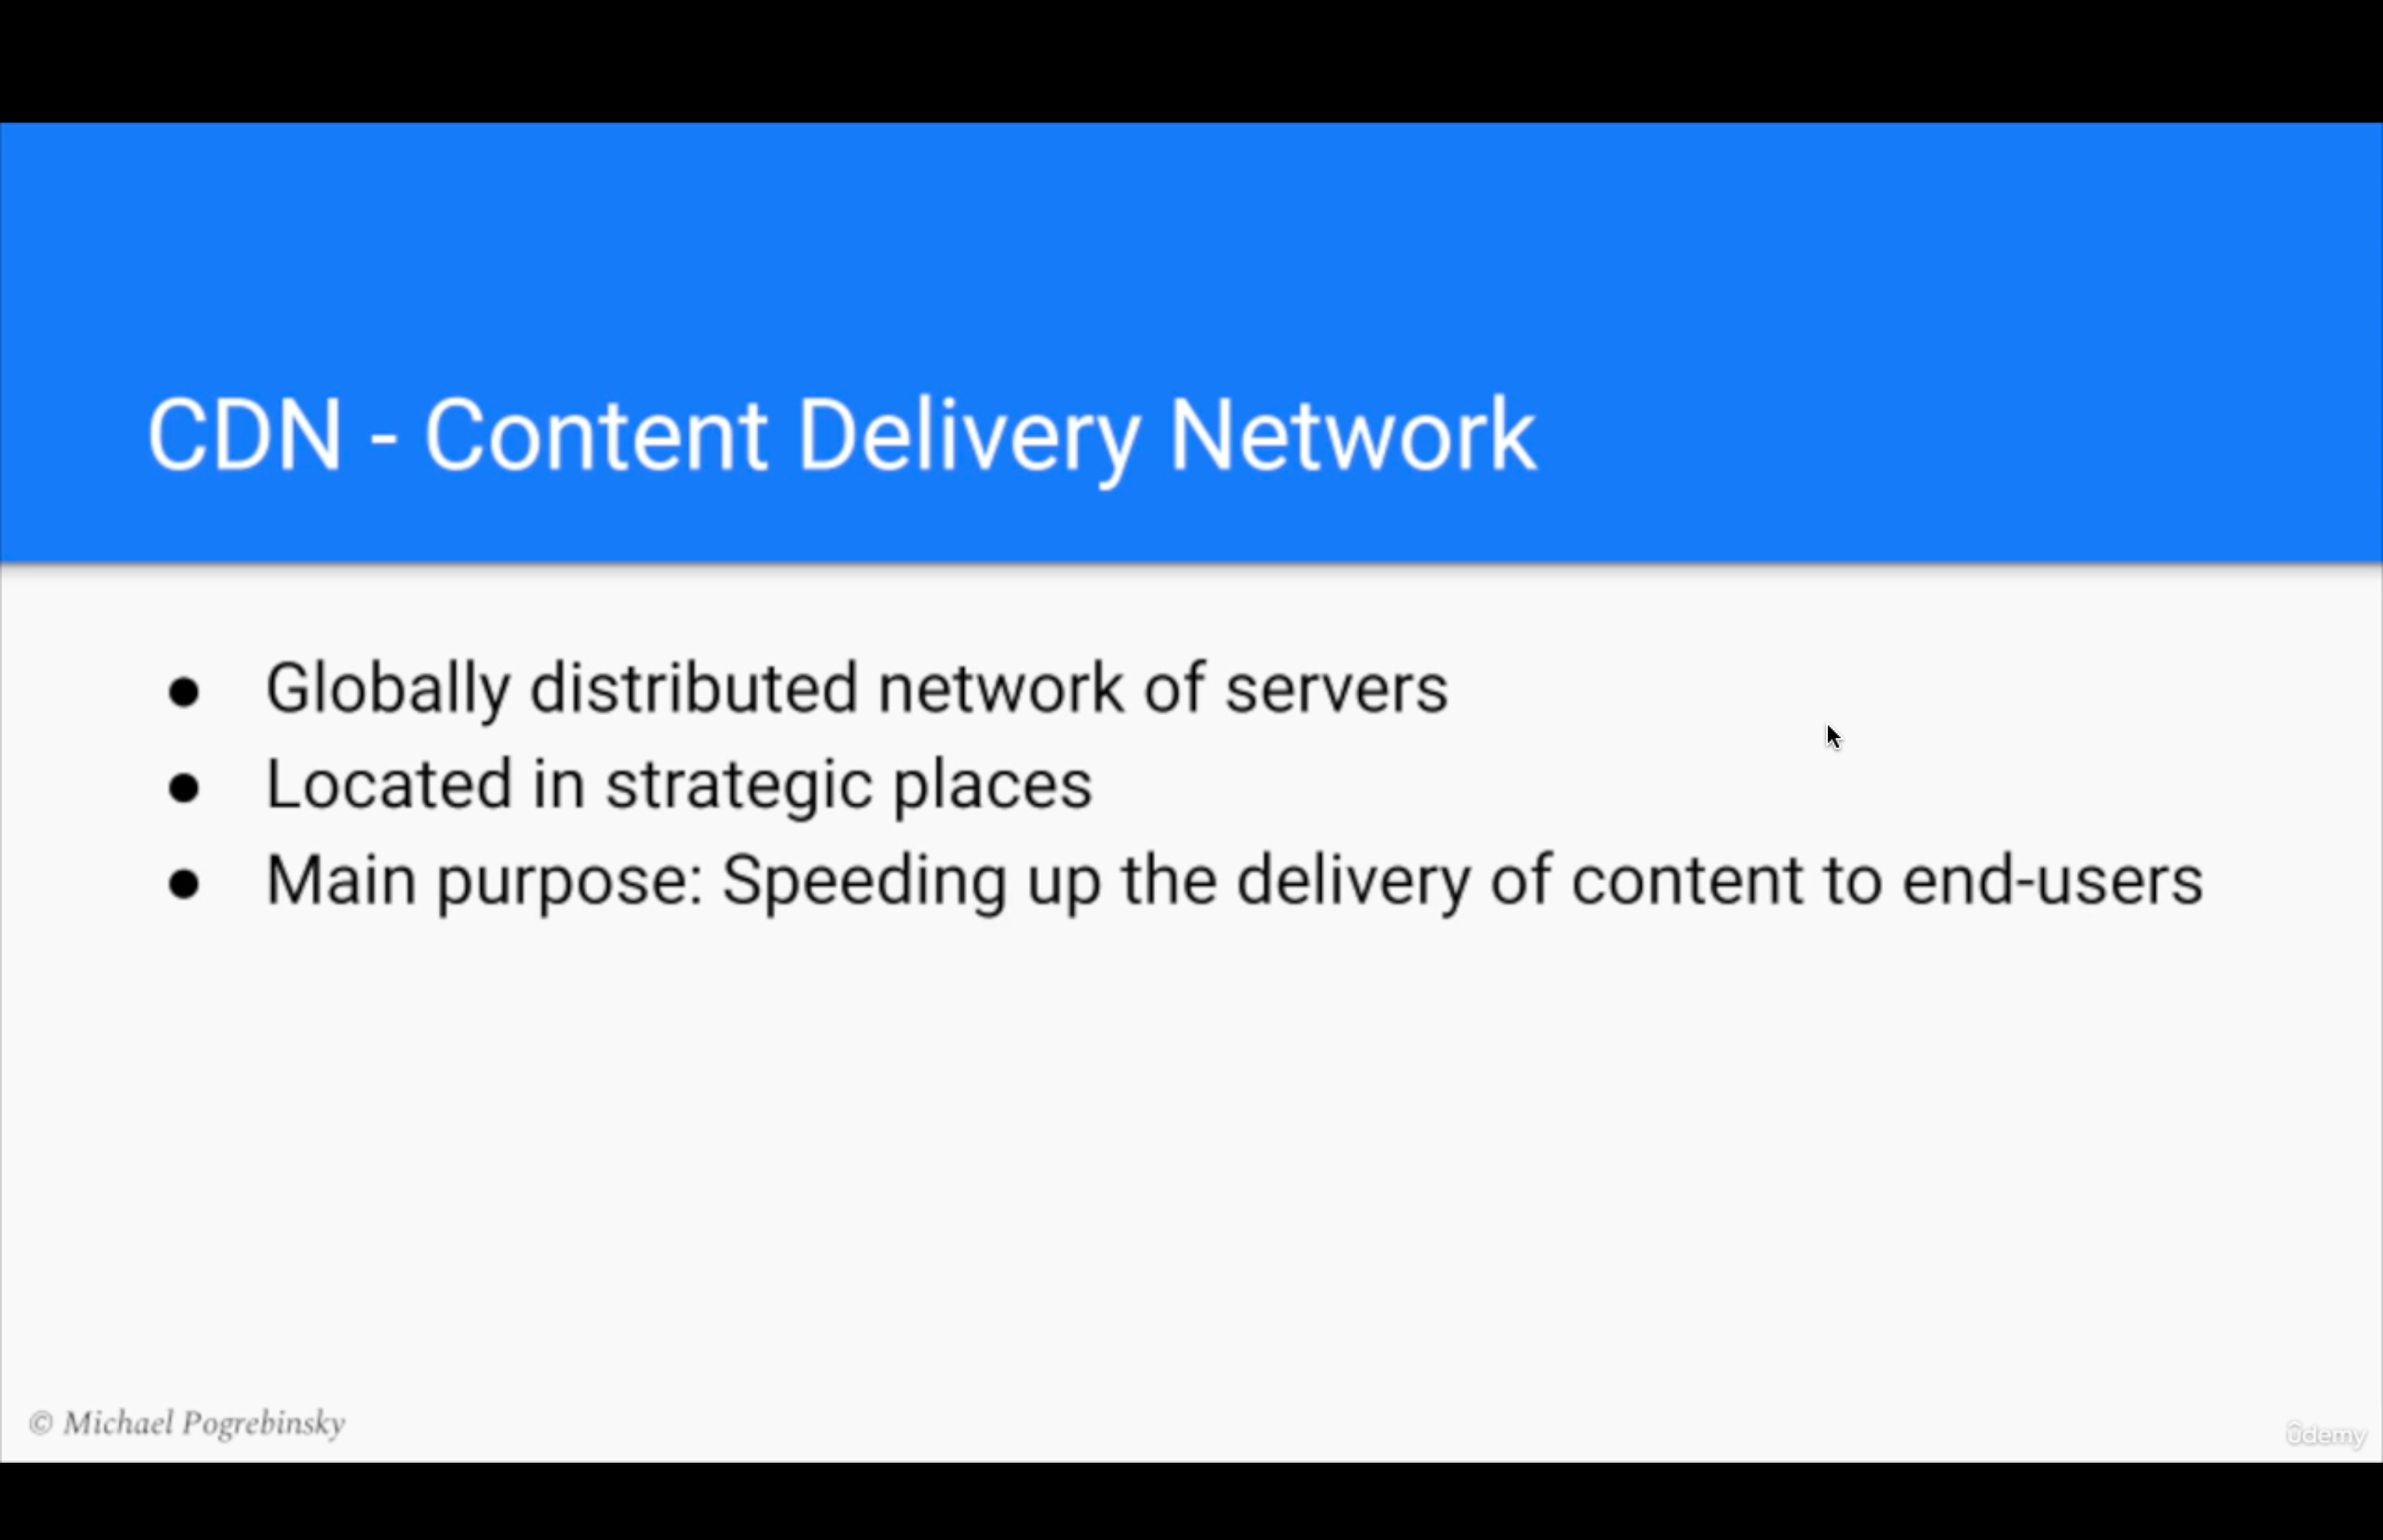 CDN - Content Delivery Network
● Globally distributed network of servers
● Located in strategic places
● Main purpose: Speeding up the delivery of content to end-users
© Michael Pogrebinsky
ûdemy